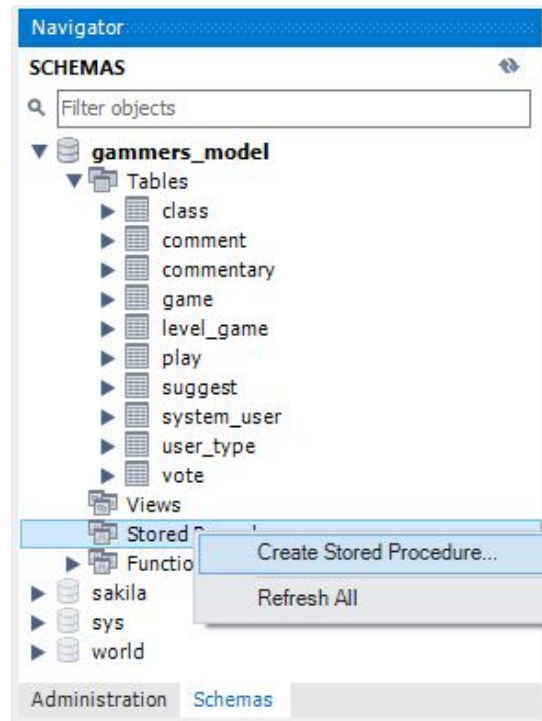 Navigator
SCHEMAS
Filter objects
gammers_model
Tables
class
comment
commentary
game
level_game
play
suggest
system_user
user_type
vote
Views
Stored
Create Stored Procedure...
Refresh All
sakila
sys
world
Administration Schemas